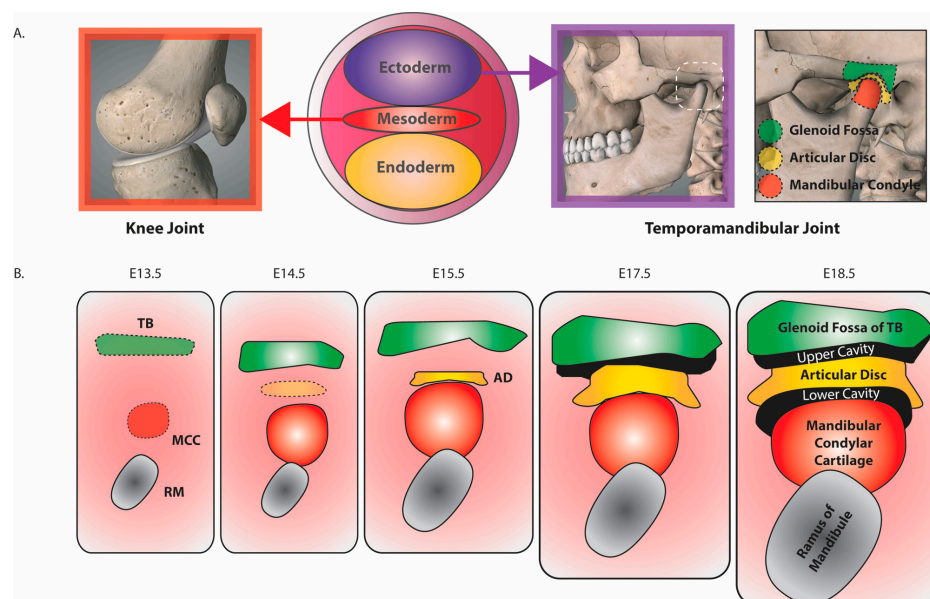 A.
Ectoderm
Mesoderm
Endoderm
Glenoid Fossa
Articular Disc
Mandibular Condyle
Knee Joint
Temporamandibular Joint
B.
E13.5
E14.5
E15.5
E17.5
E18.5
TB
MCC
RM
AD
Glenoid Fossa of TB
Upper Cavity
Articular Disc
Lower Cavity
Mandibular
Condylar
Cartilage
Ramus of
Mandibule